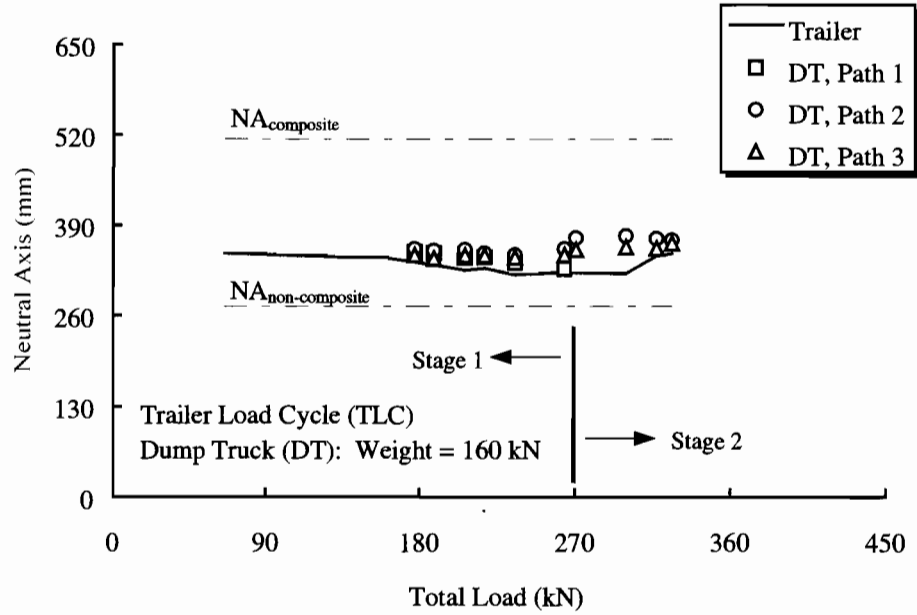 Trailer
DT, Path 1
DT, Path 2
DT, Path 3
650
520
390
260
130
0
Neutral Axis (mm)
NAcomposite
NAnon-composite
Stage 1
Stage 2
Trailer Load Cycle (TLC)
Dump Truck (DT): Weight = 160 kN
0 90 180 270 360 450
Total Load (kN)